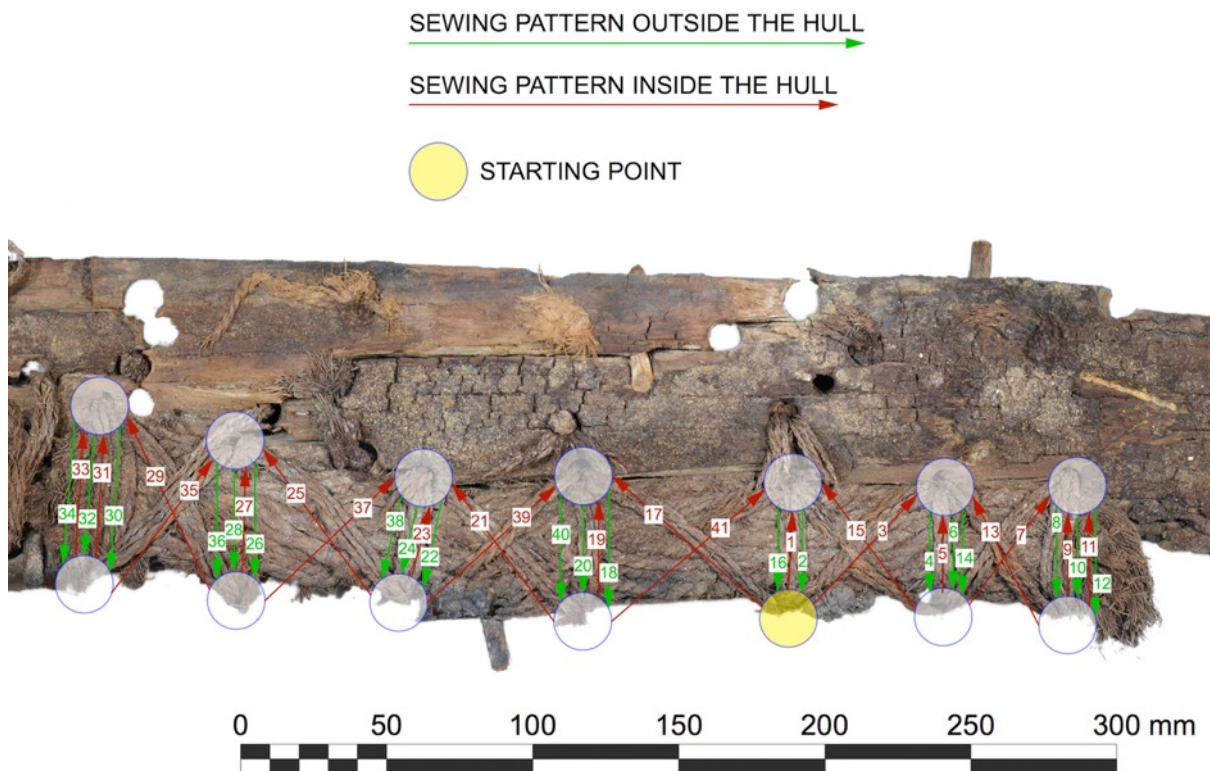 SEWING PATTERN OUTSIDE THE HULL
SEWING PATTERN INSIDE THE HULL
STARTING POINT
33 31 29 35 27 25 37 23 21 39 19 17 41 1 15 3 5 13 7 9 11
34 32 30 36 28 26 38 24 22 40 20 18 16 2 4 6 14 8 10 12
0 50 100 150 200 250 300 mm